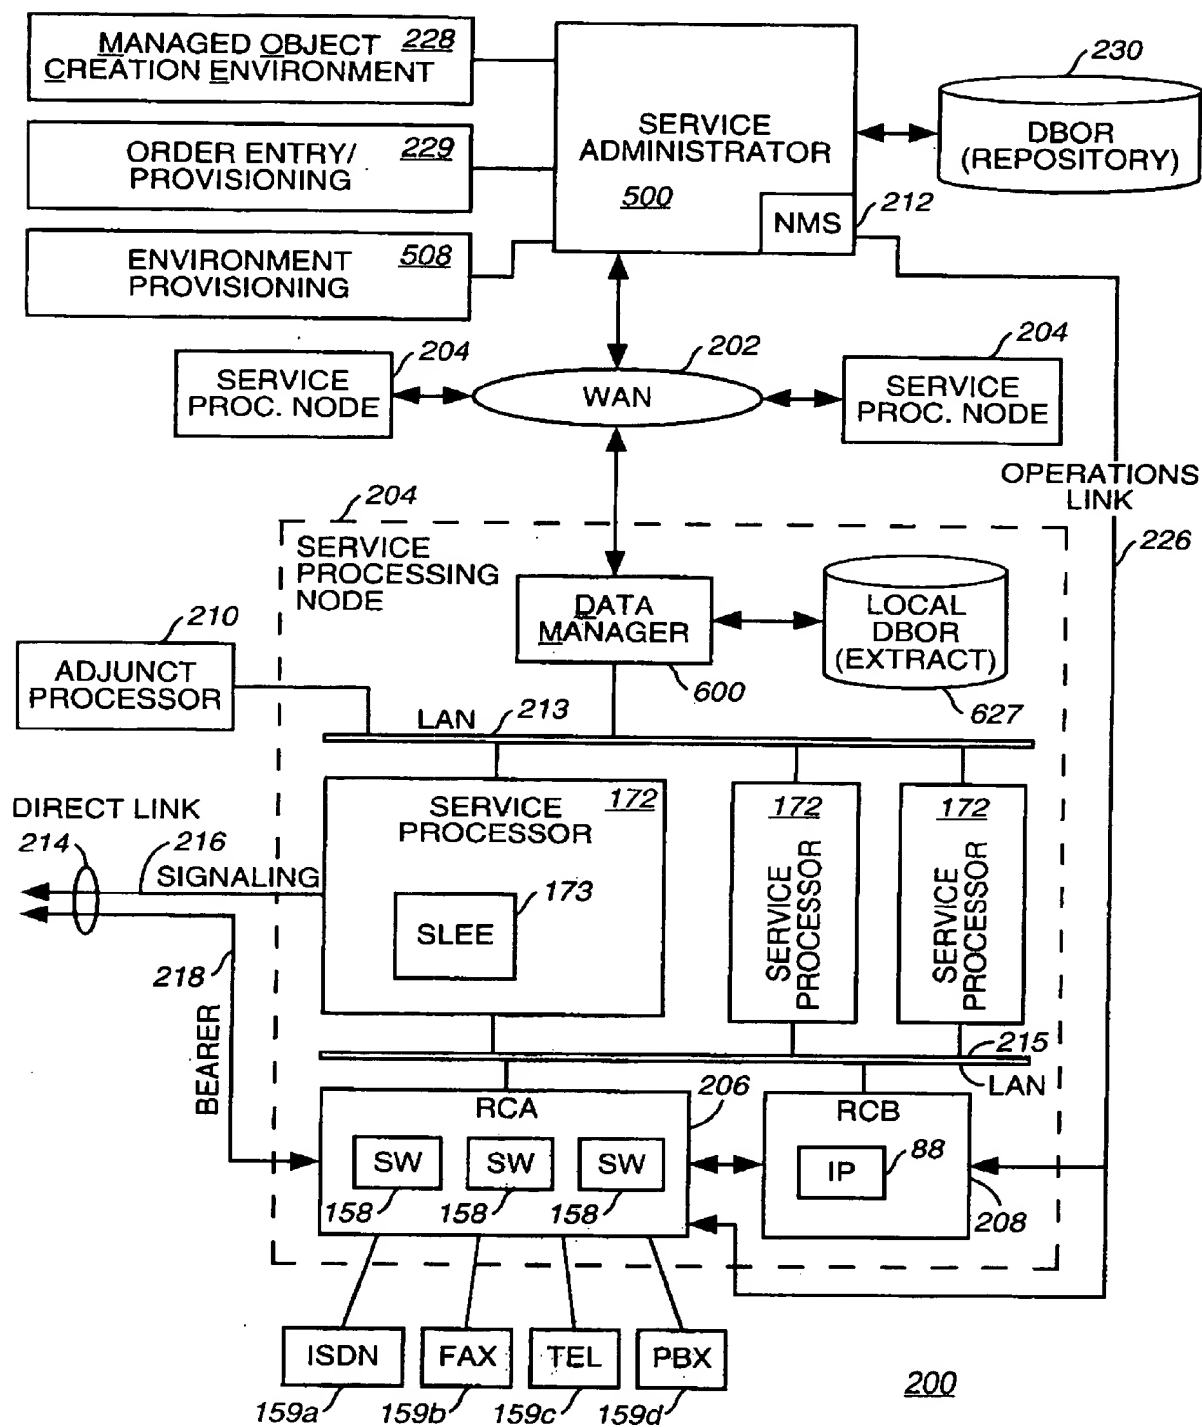 MANAGED OBJECT 228
CREATION ENVIRONMENT
ORDER ENTRY/ 229
PROVISIONING
ENVIRONMENT 508
PROVISIONING
SERVICE
ADMINISTRATOR
500
NMS
212
230
DBOR
(REPOSITORY)
204
SERVICE
PROC. NODE
202
WAN
204
SERVICE
PROC. NODE
OPERATIONS
LINK
226
204
SERVICE
PROCESSING
NODE
DATA
MANAGER
600
LOCAL
DBOR
(EXTRACT)
627
210
ADJUNCT
PROCESSOR
LAN
213
172
SERVICE
PROCESSOR
173
SLEE
172
SERVICE
PROCESSOR
172
SERVICE
PROCESSOR
DIRECT LINK
214
216
SIGNALING
218
BEARER
215
LAN
RCA
206
SW
SW
SW
158
158
158
RCB
88
IP
208
ISDN
FAX
TEL
PBX
159a
159b
159c
159d
200